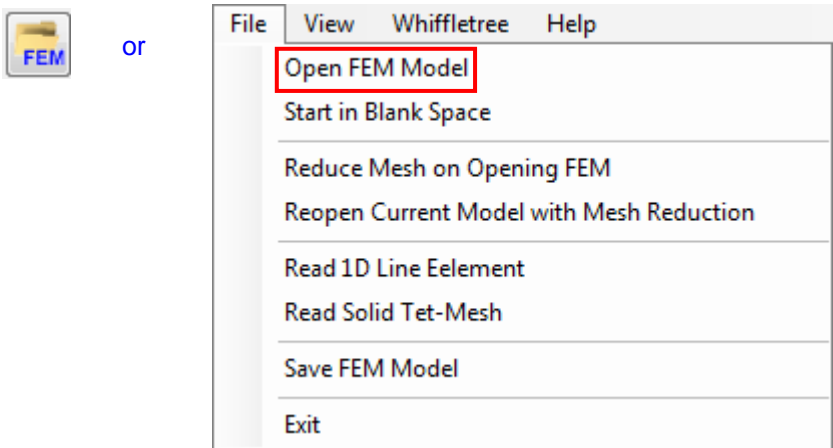 FEM
or
File View Whiffletree Help
Open FEM Model
Start in Blank Space
Reduce Mesh on Opening FEM
Reopen Current Model with Mesh Reduction
Read 1D Line Eelement
Read Solid Tet-Mesh
Save FEM Model
Exit